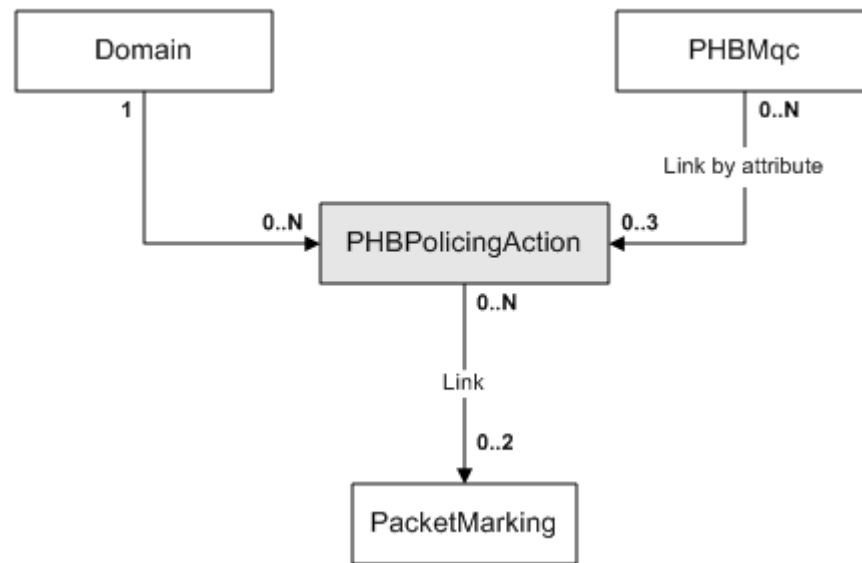 Domain
PHBMqc
1
0..N
Link by attribute
0..N
0..3
PHBPolicingAction
0..N
Link
0..2
PacketMarking